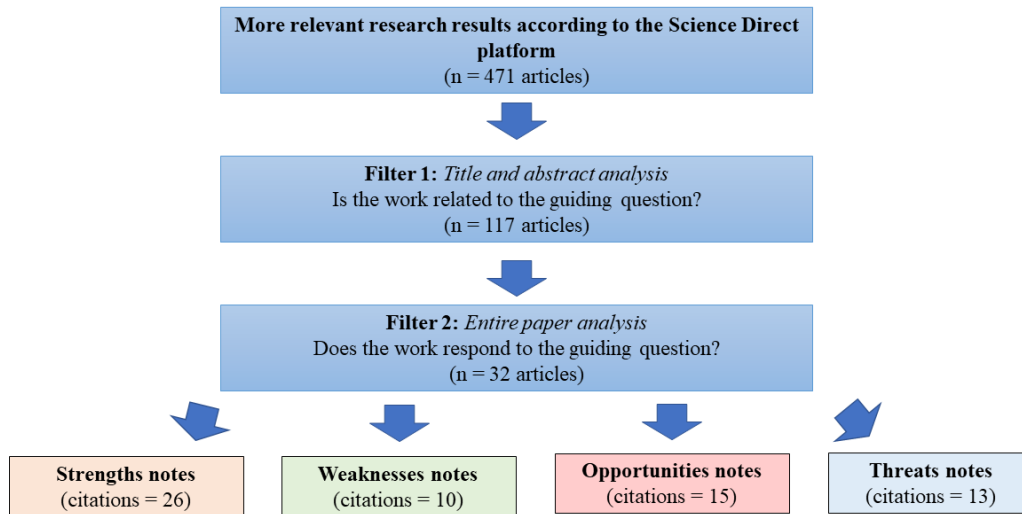 More relevant research results according to the Science Direct
platform
(n = 471 articles)
Filter 1: Title and abstract analysis
Is the work related to the guiding question?
(n = 117 articles)
Filter 2: Entire paper analysis
Does the work respond to the guiding question?
(n = 32 articles)
Strengths notes
(citations = 26)
Weaknesses notes
(citations = 10)
Opportunities notes
(citations = 15)
Threats notes
(citations = 13)